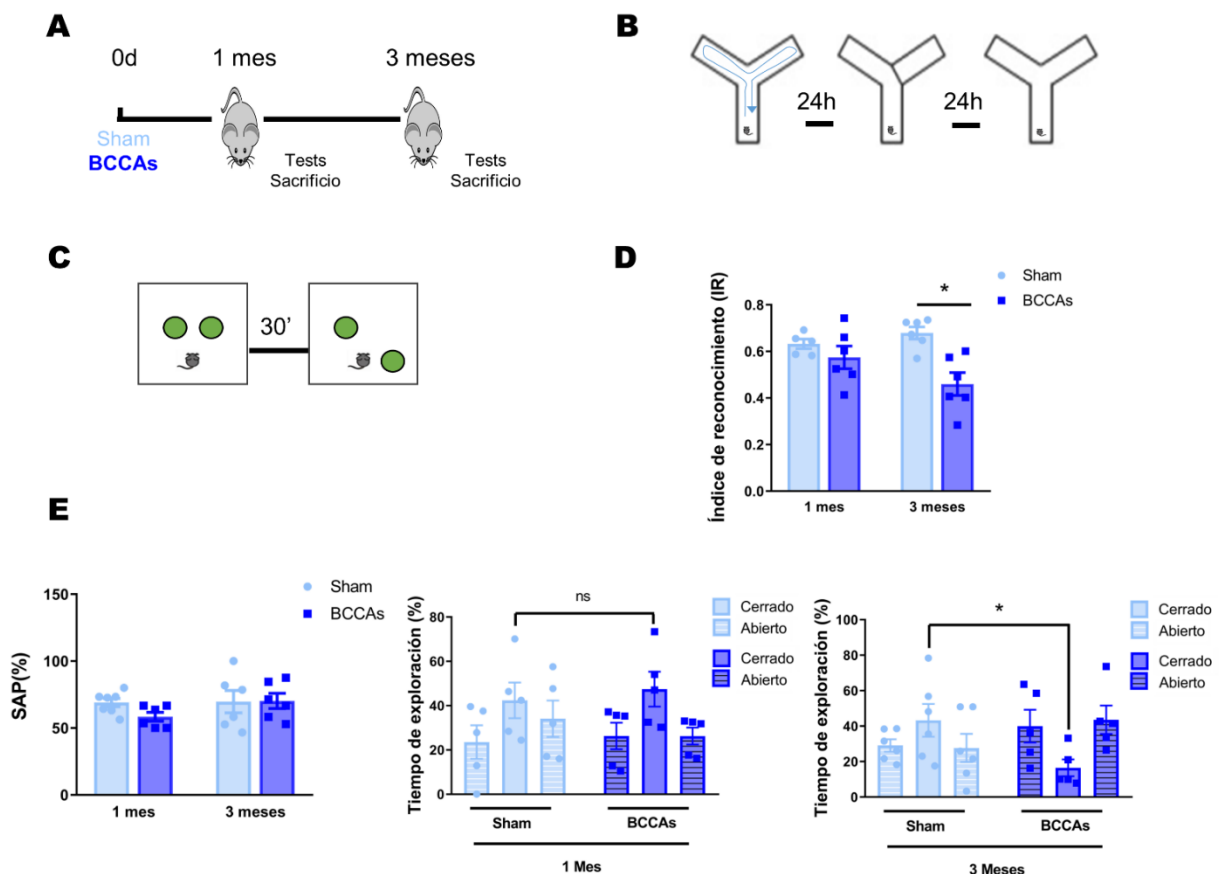 A
0d
1 mes
3 meses
Sham
BCCAs
Tests
Sacrificio
Tests
Sacrificio
B
24h
24h
C
30'
D
Sham
BCCAs
*
Índice de reconocimiento (IR)
0.8
0.6
0.4
0.2
0.0
1 mes
3 meses
E
Sham
BCCAs
SAP(%)
150
100
50
0
1 mes
3 meses
Tiempo de exploración (%)
80
60
40
20
0
ns
Cerrado
Abierto
Cerrado
Abierto
Sham
BCCAs
1 Mes
Tiempo de exploración (%)
100
80
60
40
20
0
*
Cerrado
Abierto
Cerrado
Abierto
Sham
BCCAs
3 Meses